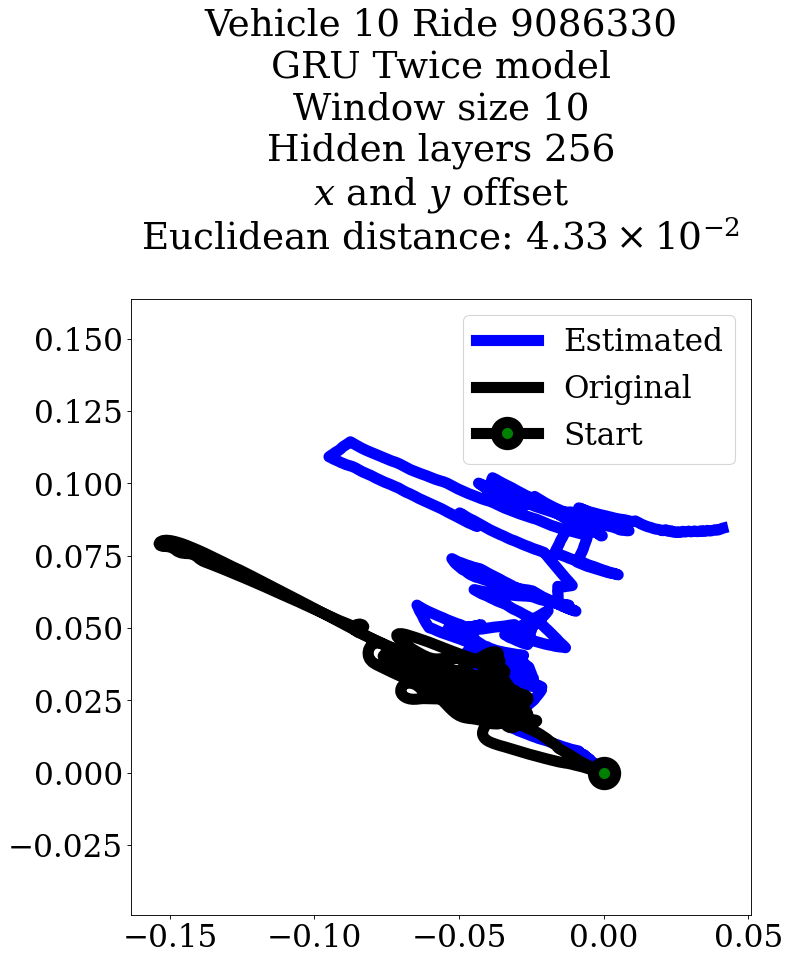 Vehicle 10 Ride 9086330
GRU Twice model
Window size 10
Hidden layers 256
x and y offset
Euclidean distance: 4.33 × 10⁻²
Estimated
Original
Start
0.150
0.125
0.100
0.075
0.050
0.025
0.000
−0.025
−0.15
−0.10
−0.05
0.00
0.05